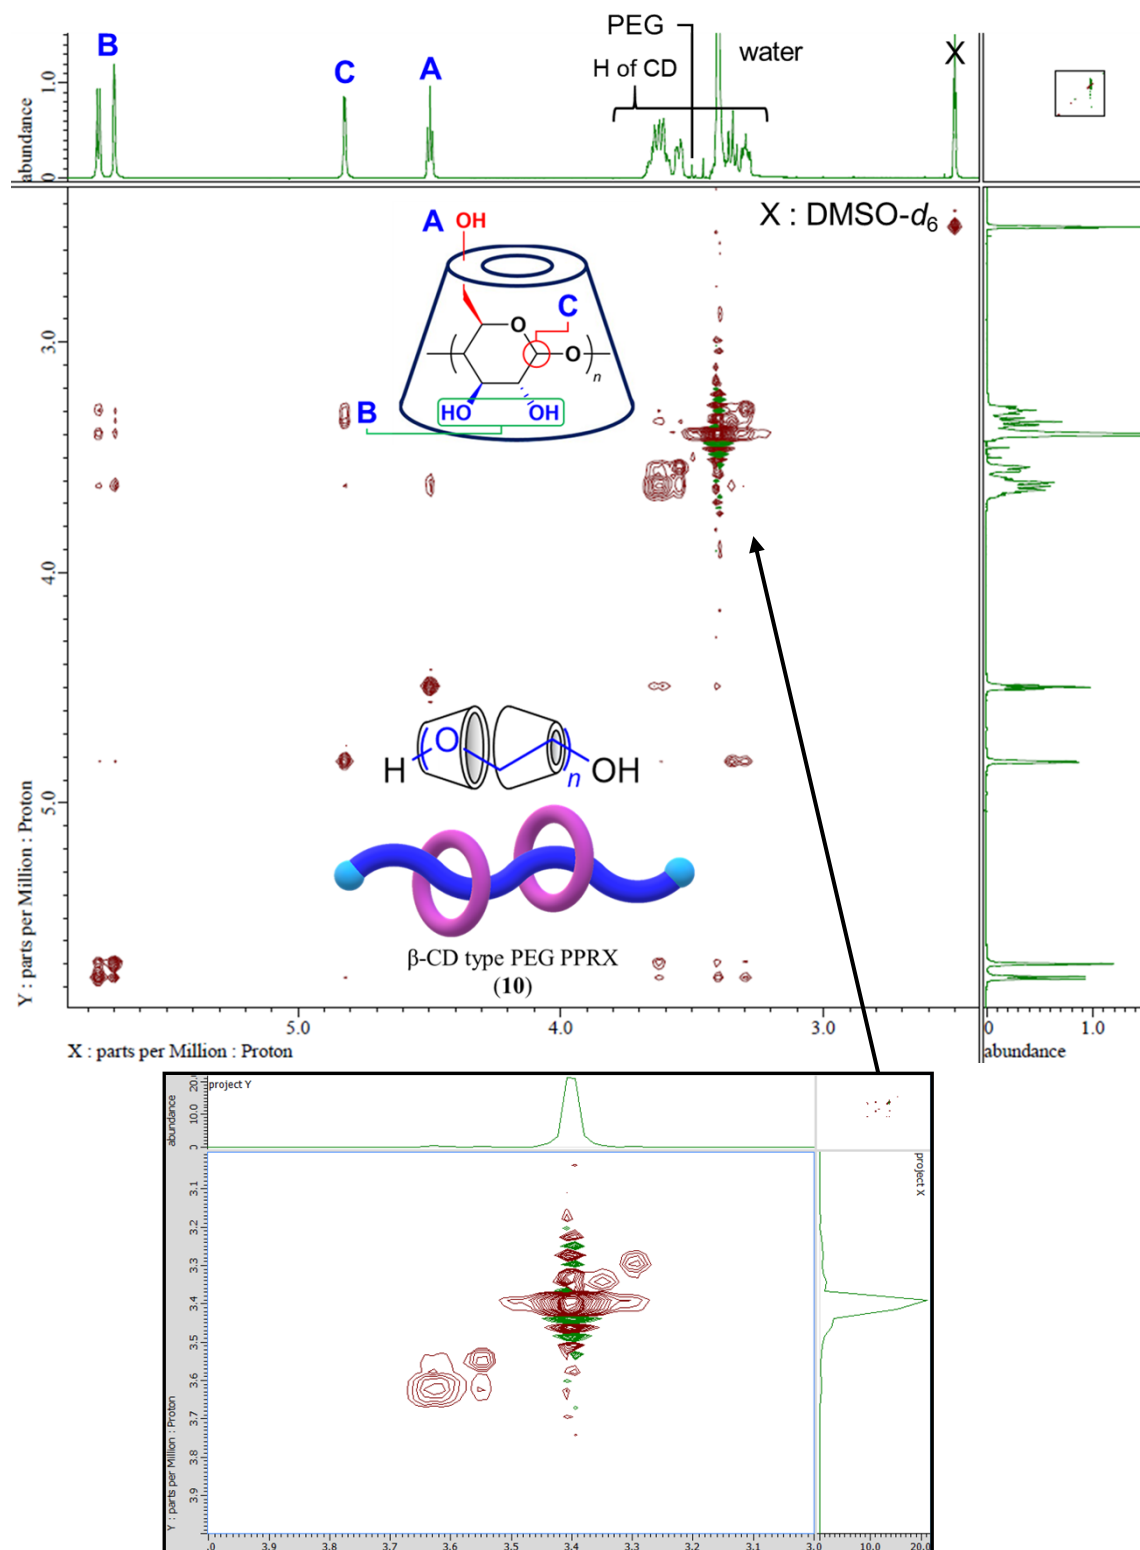 PEG
B
water
X
H of CD
C
A
abundance
1.0
0
X : DMSO-d6
A OH
C
O
O
n
B
HO
OH
3.0
4.0
5.0
Y : parts per Million : Proton
H
O
n
OH
β-CD type PEG PPRX
(10)
5.0
4.0
3.0
X : parts per Million : Proton
0
1.0
abundance
project Y
abundance
20.0
10.0
0
project X
3.1
3.2
3.3
3.4
3.5
3.6
3.7
3.8
3.9
Y : parts per Million : Proton
.0
3.9
3.8
3.7
3.6
3.5
3.4
3.3
3.2
3.1
3.0
10.0
20.0